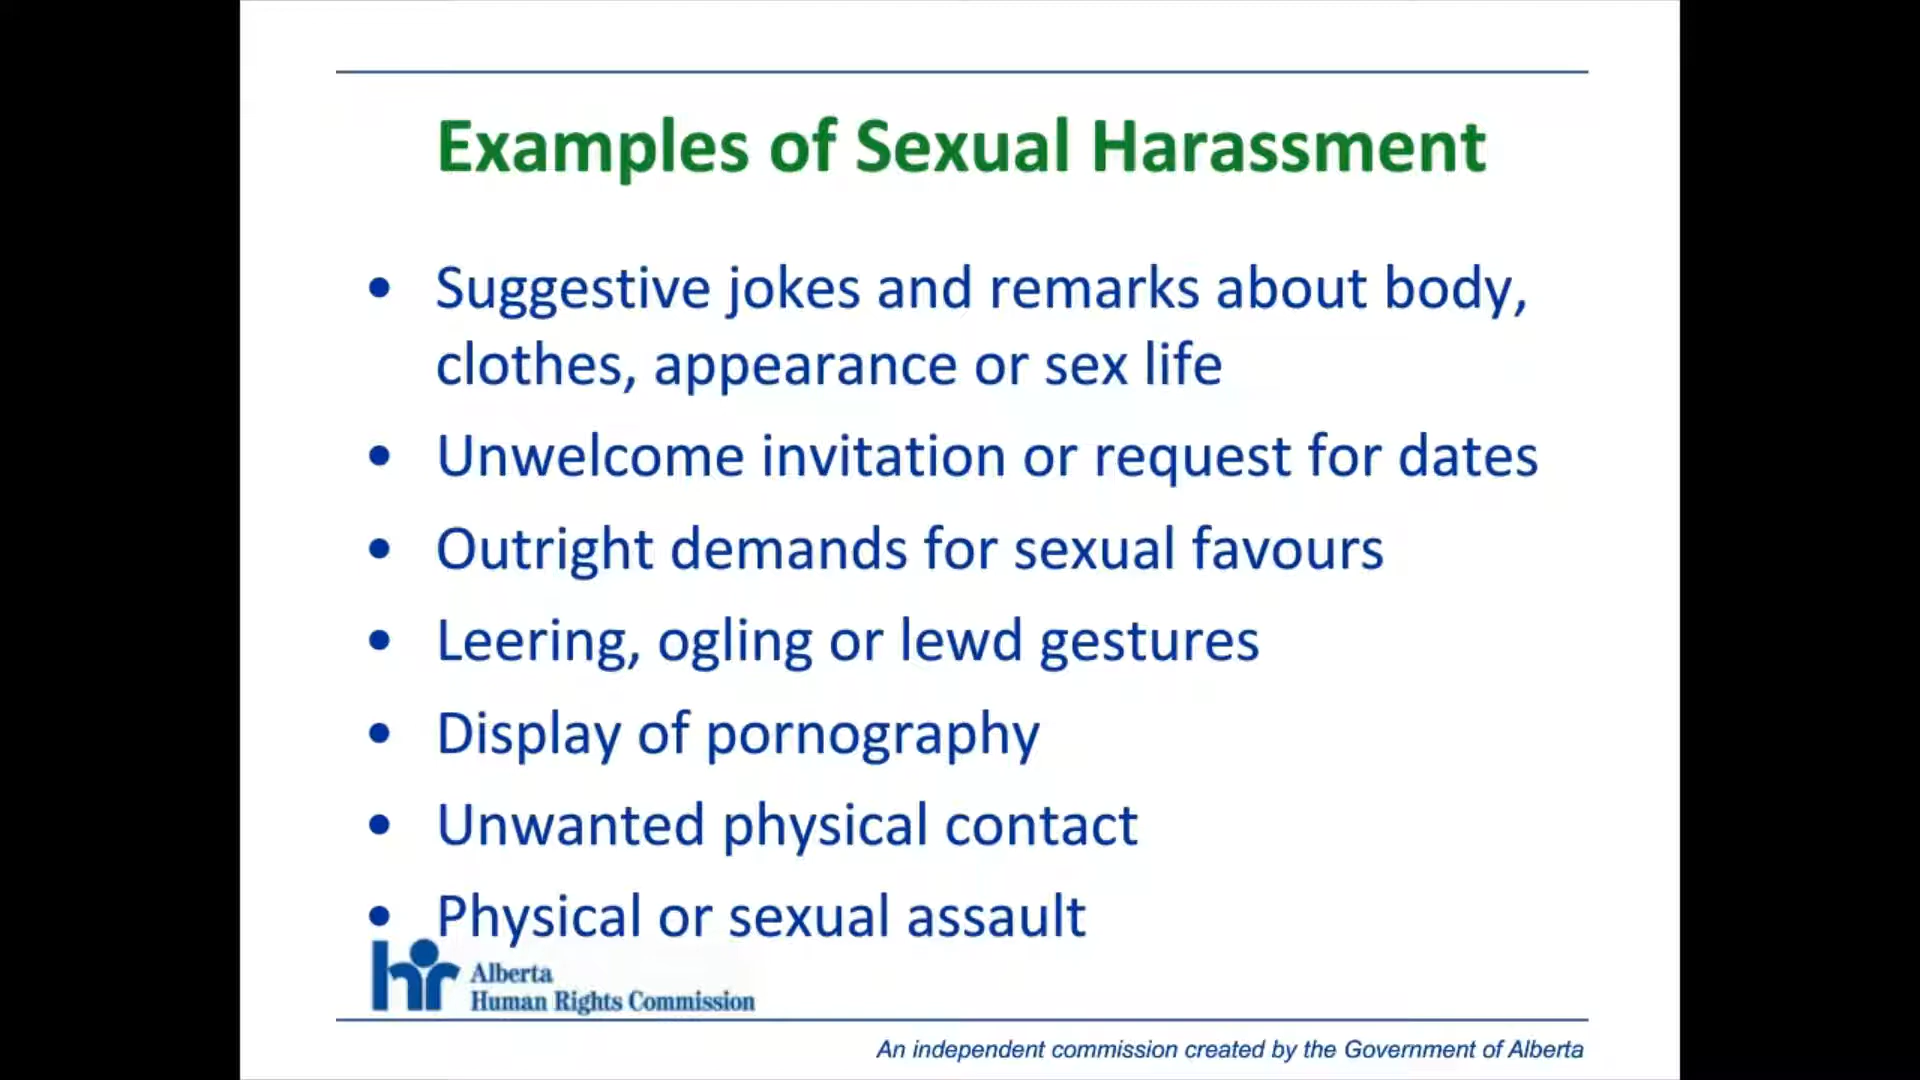 Examples of Sexual Harassment
• Suggestive jokes and remarks about body,
clothes, appearance or sex life
• Unwelcome invitation or request for dates
• Outright demands for sexual favours
• Leering, ogling or lewd gestures
• Display of pornography
• Unwanted physical contact
• Physical or sexual assault
hr
Alberta
Human Rights Commission
An independent commission created by the Government of Alberta